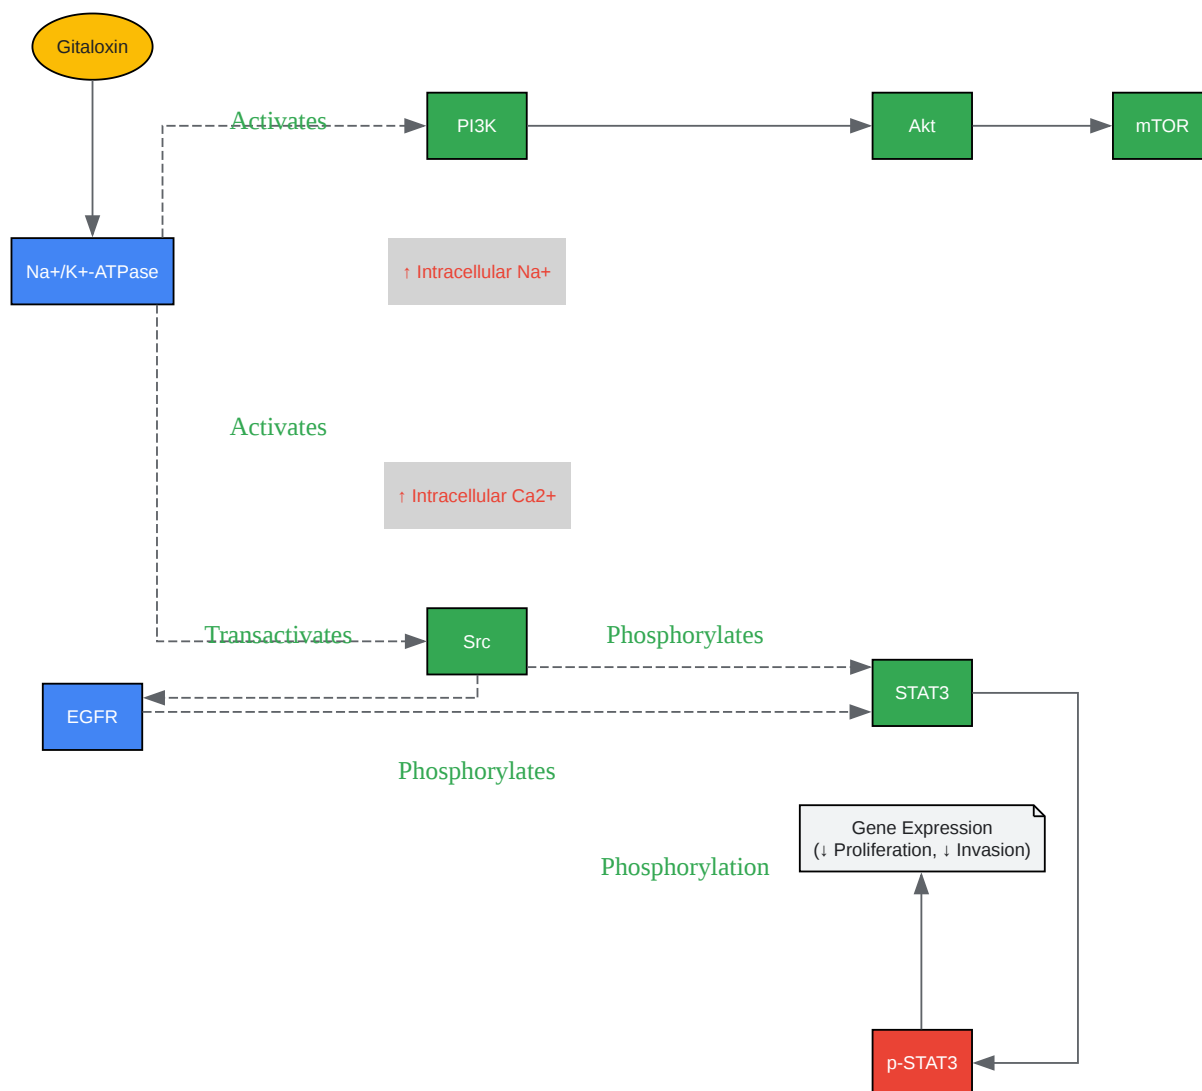 Gitaloxin
Activates
PI3K
Akt
mTOR
Na+/K+-ATPase
↑ Intracellular Na+
Activates
↑ Intracellular Ca2+
Transactivates
Src
Phosphorylates
EGFR
STAT3
Phosphorylates
Gene Expression
(↓ Proliferation, ↓ Invasion)
Phosphorylation
p-STAT3